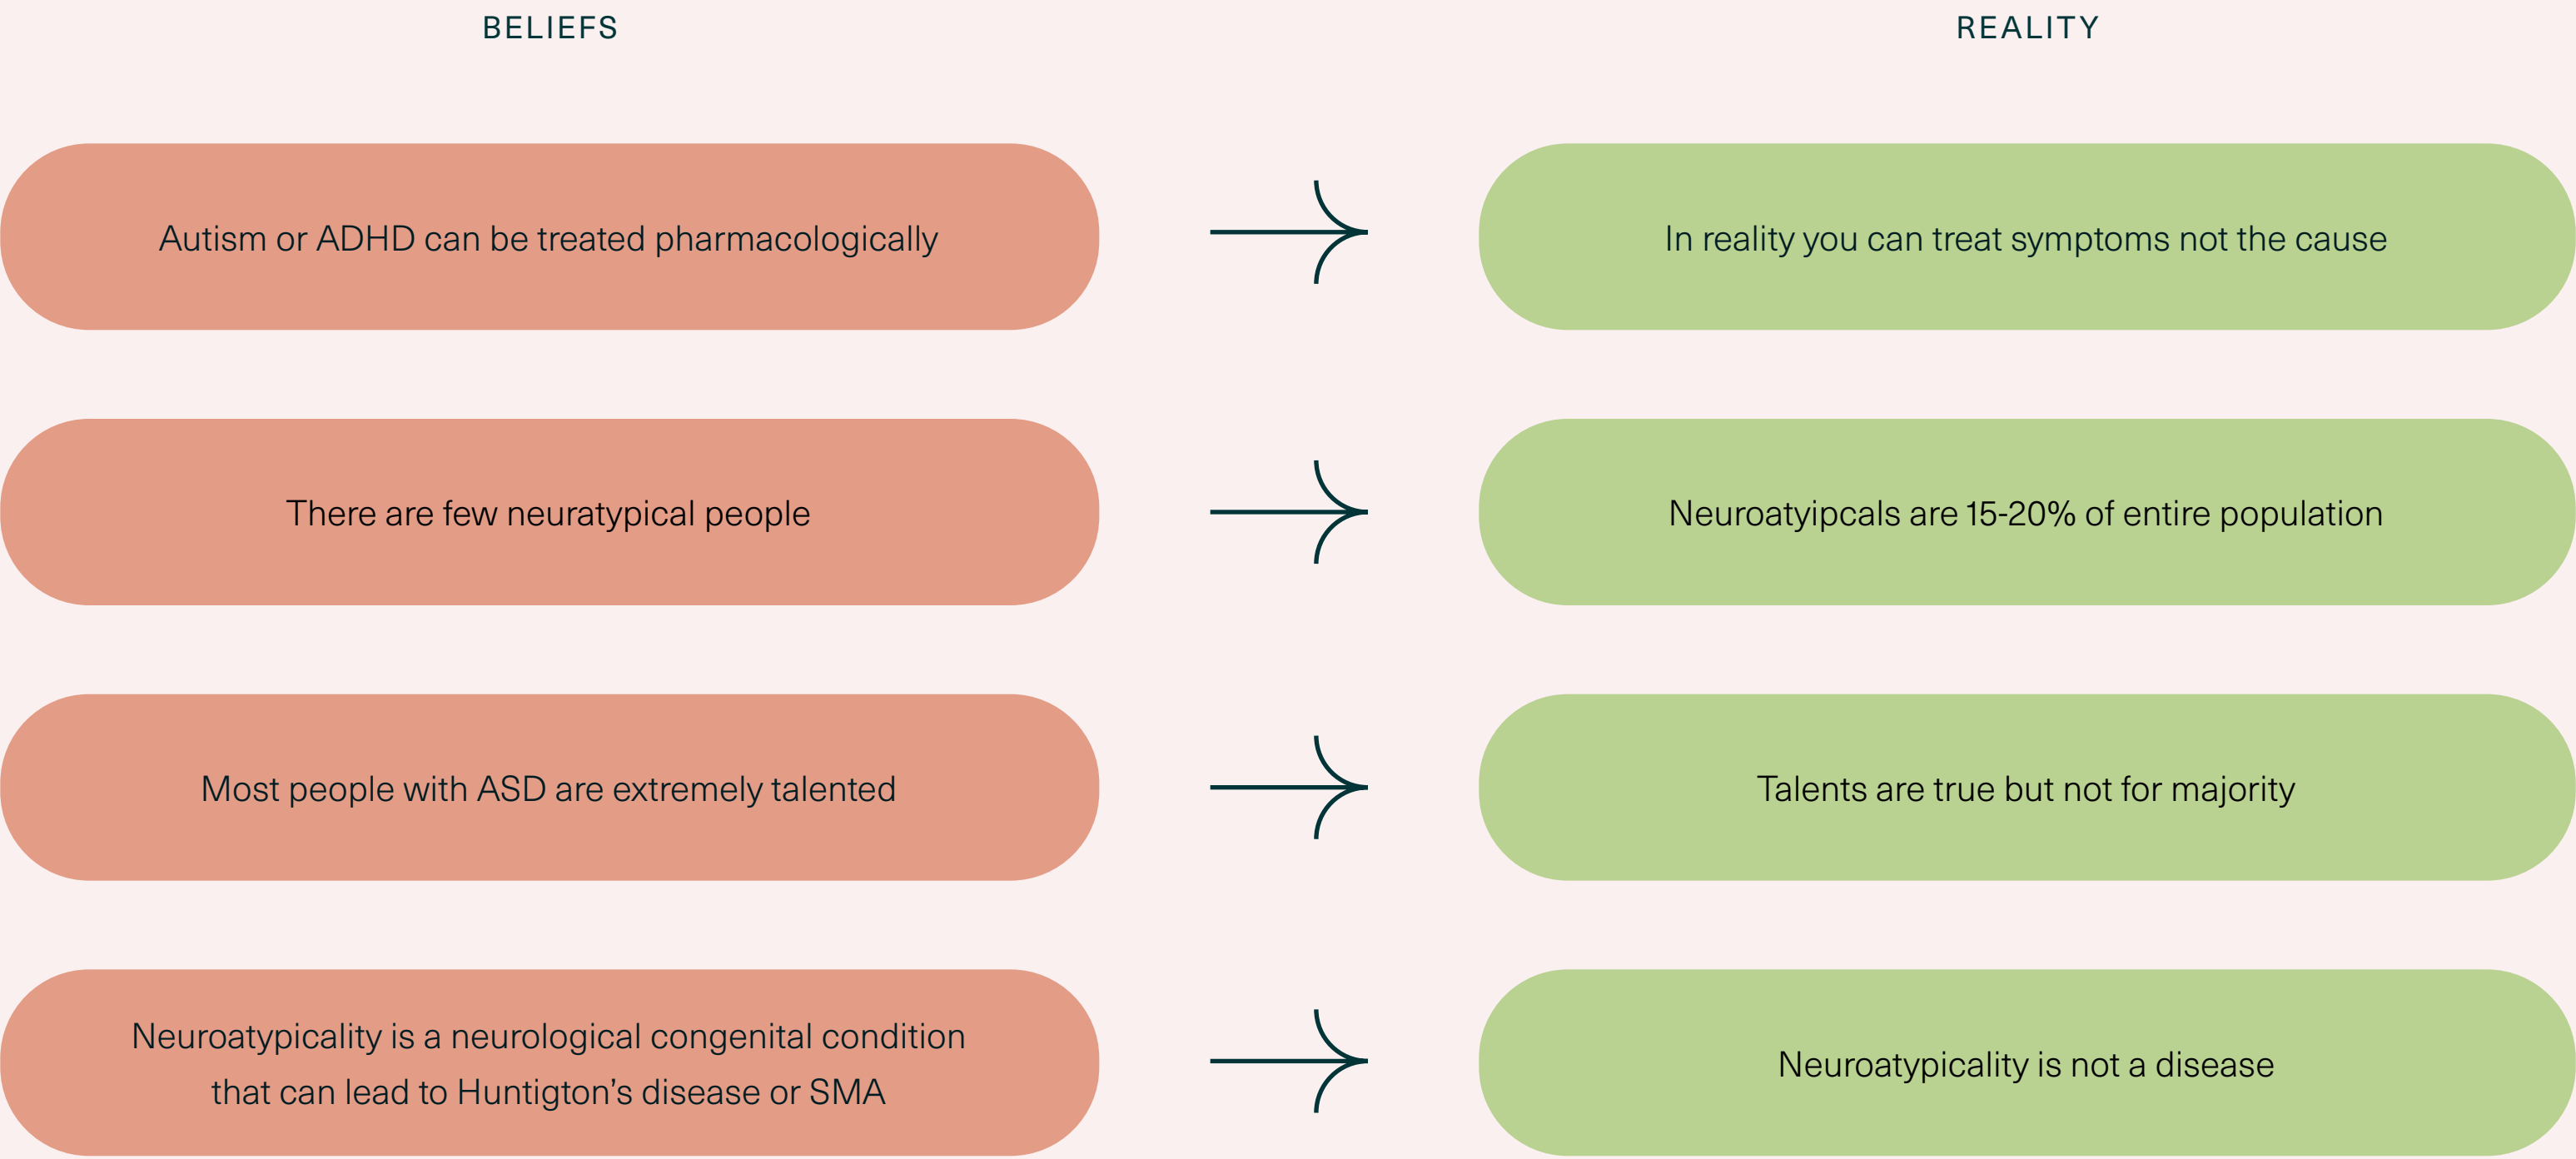 BELIEFS
REALITY
Autism or ADHD can be treated pharmacologically
In reality you can treat symptoms not the cause
There are few neuratypical people
Neuroatyipcals are 15-20% of entire population
Most people with ASD are extremely talented
Talents are true but not for majority
Neuroatypicality is a neurological congenital condition
that can lead to Huntigton’s disease or SMA
Neuroatypicality is not a disease